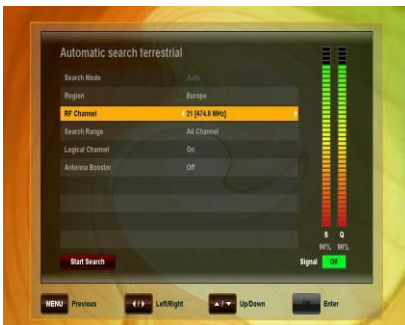 Automatic search terrestrial
Search Mode Auto
Region Europe
RF Channel 21 [474.0 MHz]
Search Range All Channel
Logical Channel On
Antenna Booster Off
S Q
90% 90%
Start Search Signal OK
MENU Previous Left/Right Up/Down OK Enter